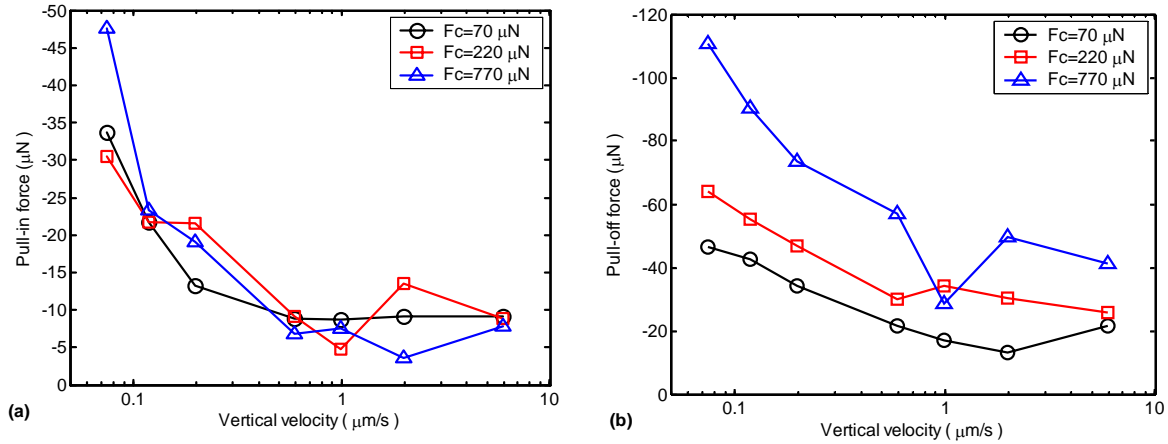 -50
-45
-40
-35
-30
-25
-20
-15
-10
-5
0
Pull-in force (μN)
Fc=70 μN
Fc=220 μN
Fc=770 μN
0.1
1
10
Vertical velocity ( μm/s)
(a)
-120
-100
-80
-60
-40
-20
0
Pull-off force (μN)
Fc=70 μN
Fc=220 μN
Fc=770 μN
0.1
1
10
Vertical velocity ( μm/s)
(b)